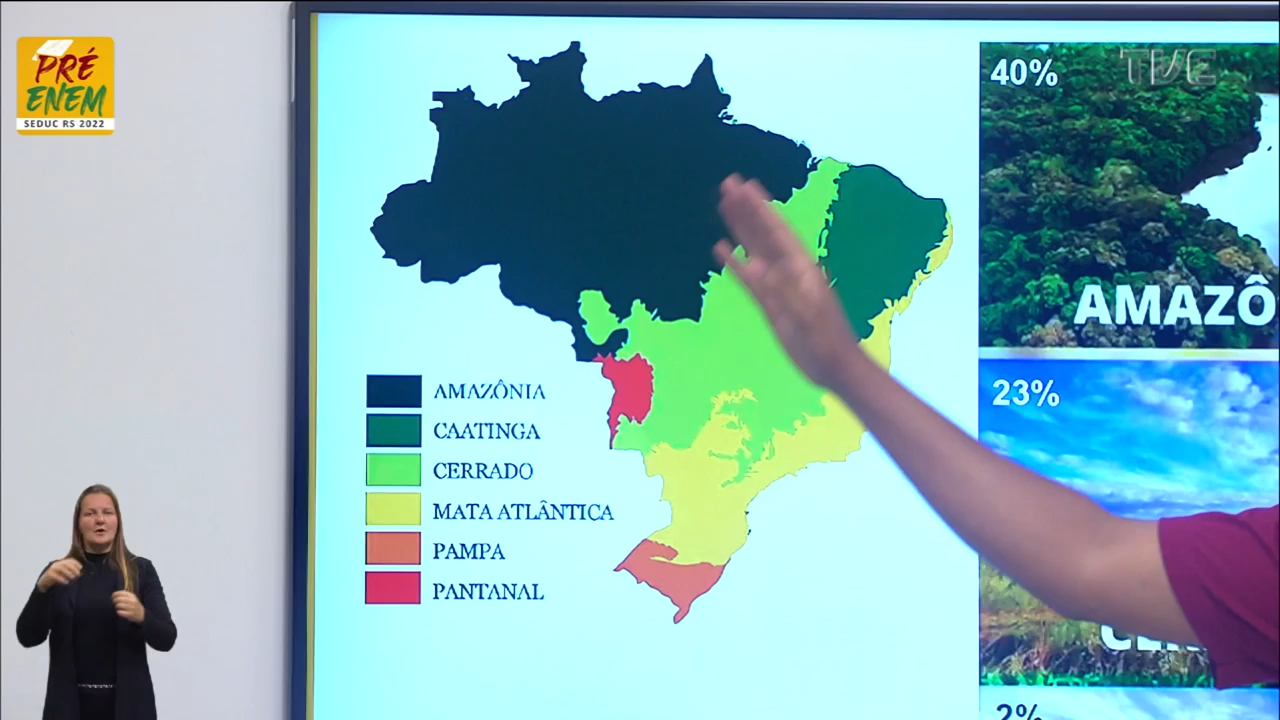 PRÉ
ENEM
SEDUC RS 2022
AMAZÔNIA
CAATINGA
CERRADO
MATA ATLÂNTICA
PAMPA
PANTANAL
40%
TVE
AMAZÔ
23%
2%